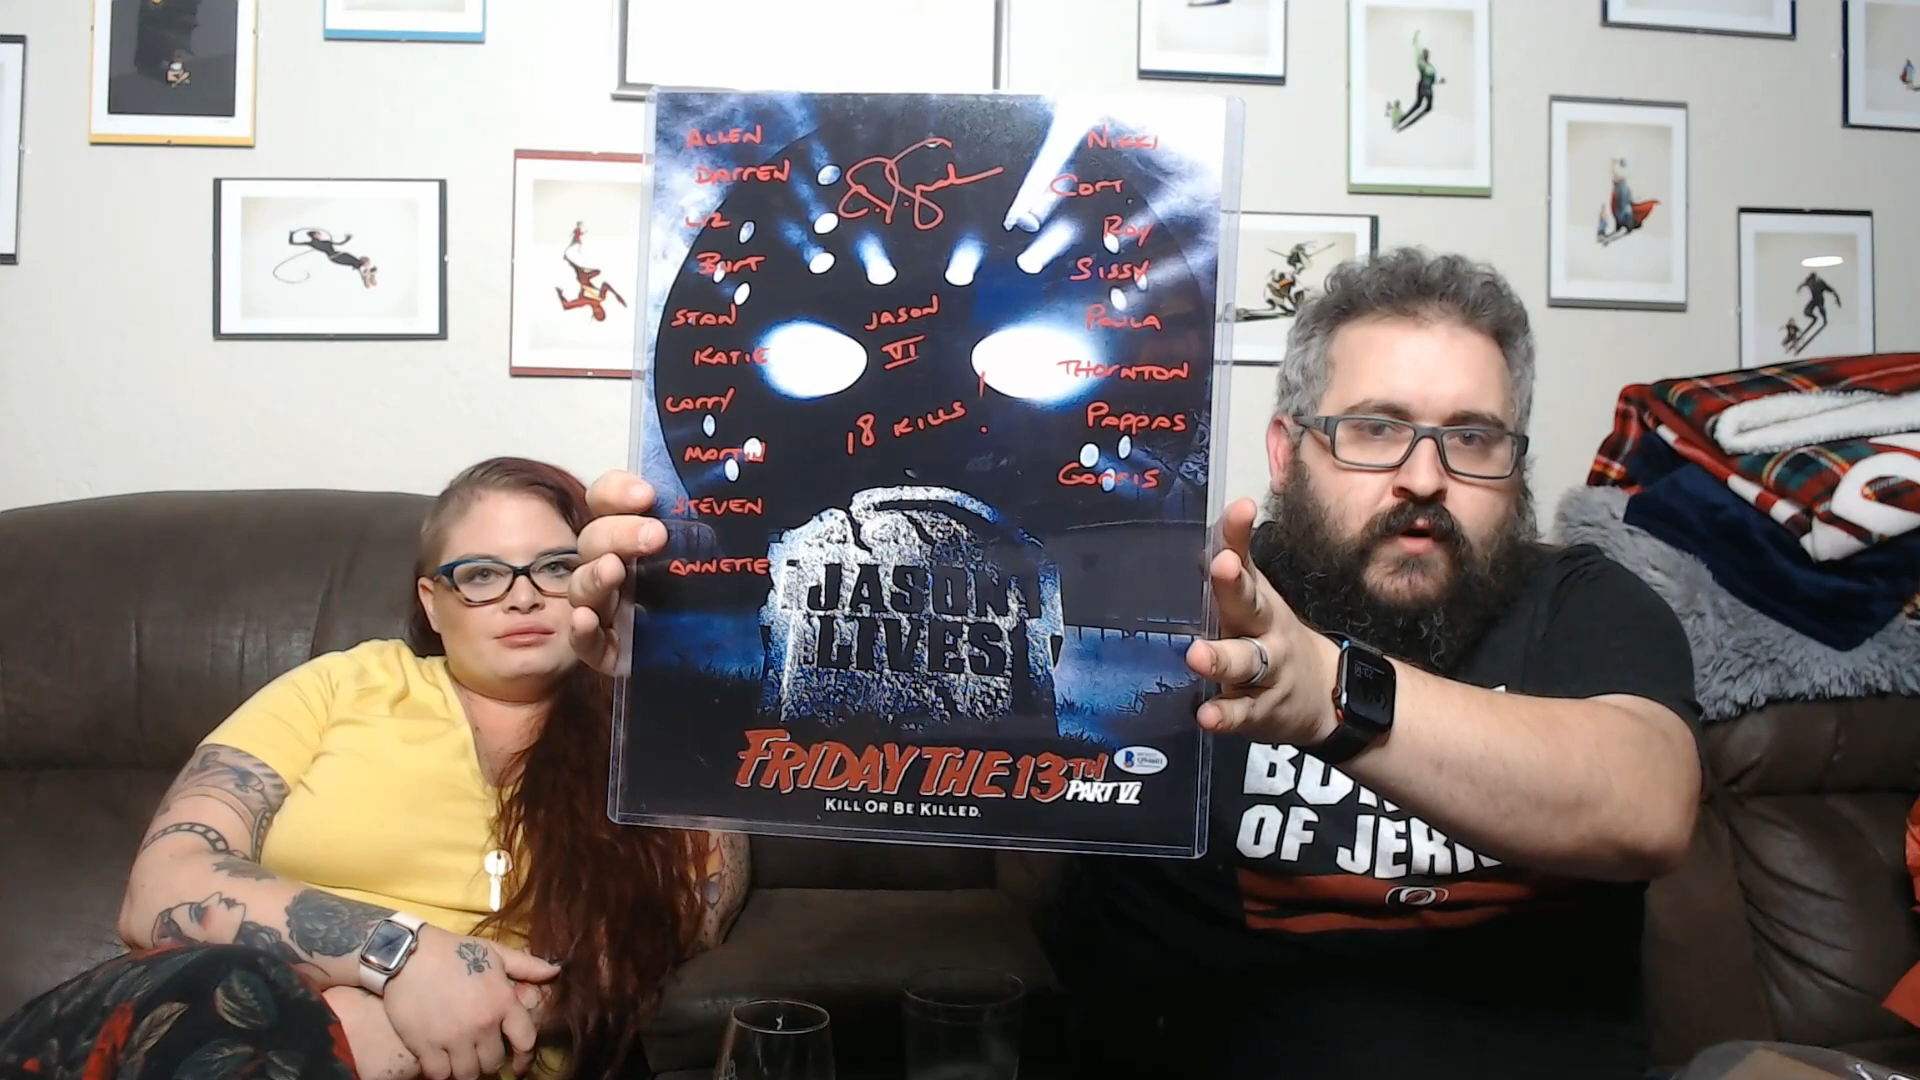 ALLEN
DARREN
LIZ
BURT
STAN
KATIE
LARRY
MARTIN
STEVEN
ANNETTE
JASON
VI
18 KILLS!
NIKKI
CORT
ROY
SISSY
PAULA
THORNTON
PAPPAS
GARRIS
JASON
LIVES
FRIDAY THE 13TH
PART VI
KILL OR BE KILLED.
OF